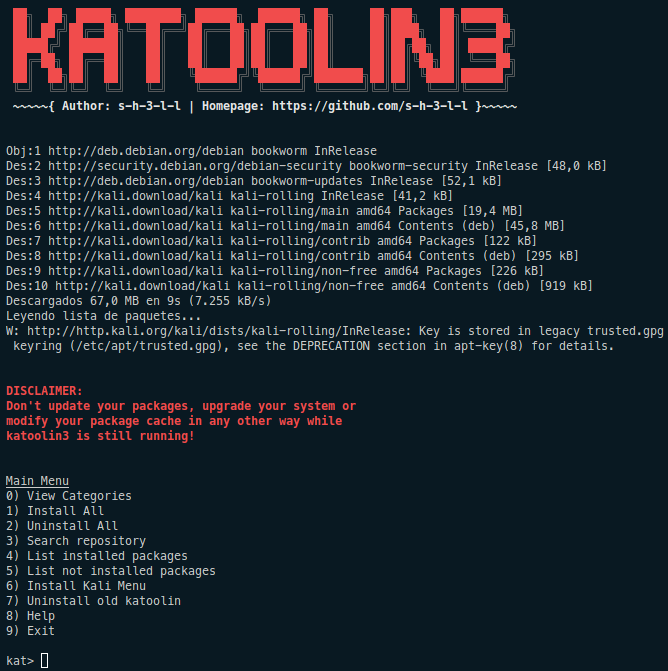 KATOOLIN3
~~~~~{ Author: s-h-3-l-l | Homepage: https://github.com/s-h-3-l-l }~~~~~
Obj:1 http://deb.debian.org/debian bookworm InRelease
Des:2 http://security.debian.org/debian-security bookworm-security InRelease [48,0 kB]
Des:3 http://deb.debian.org/debian bookworm-updates InRelease [52,1 kB]
Des:4 http://kali.download/kali kali-rolling InRelease [41,2 kB]
Des:5 http://kali.download/kali kali-rolling/main amd64 Packages [19,4 MB]
Des:6 http://kali.download/kali kali-rolling/main amd64 Contents (deb) [45,8 MB]
Des:7 http://kali.download/kali kali-rolling/contrib amd64 Packages [122 kB]
Des:8 http://kali.download/kali kali-rolling/contrib amd64 Contents (deb) [295 kB]
Des:9 http://kali.download/kali kali-rolling/non-free amd64 Packages [226 kB]
Des:10 http://kali.download/kali kali-rolling/non-free amd64 Contents (deb) [919 kB]
Descargados 67,0 MB en 9s (7.255 kB/s)
Leyendo lista de paquetes...
W: http://http.kali.org/kali/dists/kali-rolling/InRelease: Key is stored in legacy trusted.gpg
keyring (/etc/apt/trusted.gpg), see the DEPRECATION section in apt-key(8) for details.
DISCLAIMER:
Don't update your packages, upgrade your system or
modify your package cache in any other way while
katoolin3 is still running!
Main Menu
0) View Categories
1) Install All
2) Uninstall All
3) Search repository
4) List installed packages
5) List not installed packages
6) Install Kali Menu
7) Uninstall old katoolin
8) Help
9) Exit
kat>